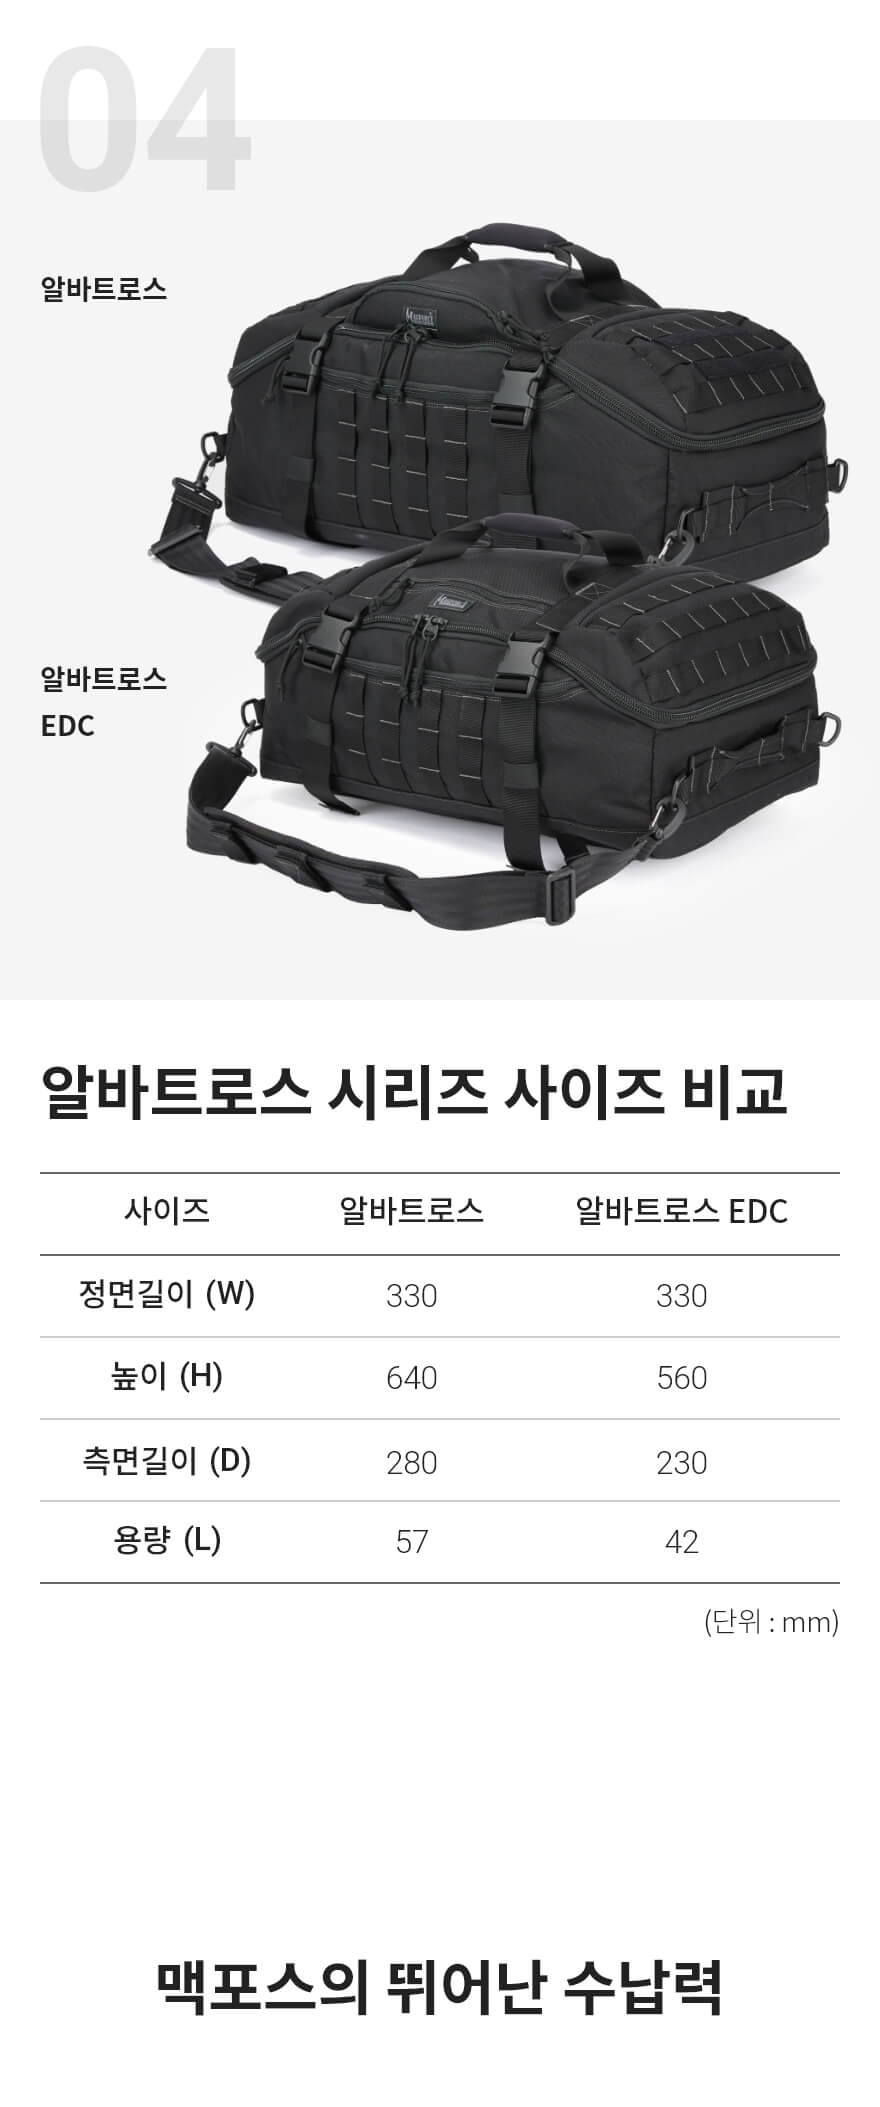 04
알바트로스
알바트로스
EDC
알바트로스 시리즈 사이즈 비교
사이즈 알바트로스 알바트로스 EDC
정면길이 (W) 330 330
높이 (H) 640 560
측면길이 (D) 280 230
용량 (L) 57 42
(단위 : mm)
맥포스의 뛰어난 수납력